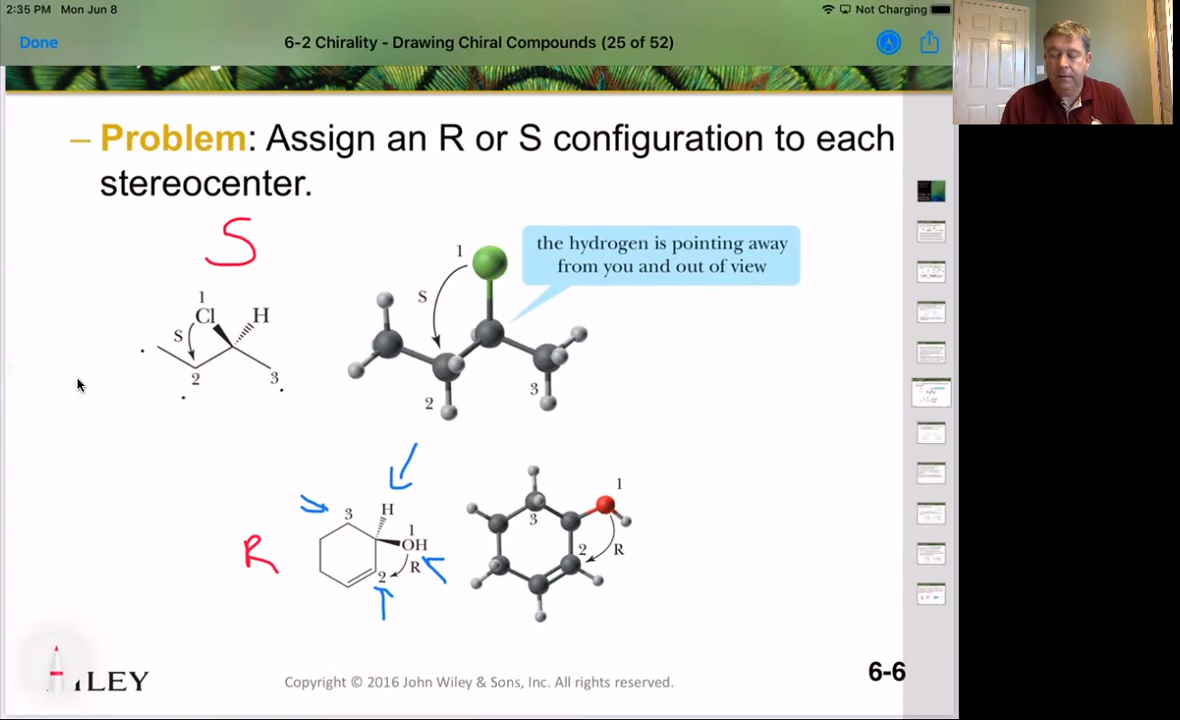 2:35 PM Mon Jun 8
Not Charging
Done
6-2 Chirality - Drawing Chiral Compounds (25 of 52)
– Problem: Assign an R or S configuration to each
stereocenter.
S
1
Cl
H
S
2
3
1
S
2
3
the hydrogen is pointing away
from you and out of view
R
3
H
1
OH
R
2
1
3
2
R
LEY
Copyright © 2016 John Wiley & Sons, Inc. All rights reserved.
6-6